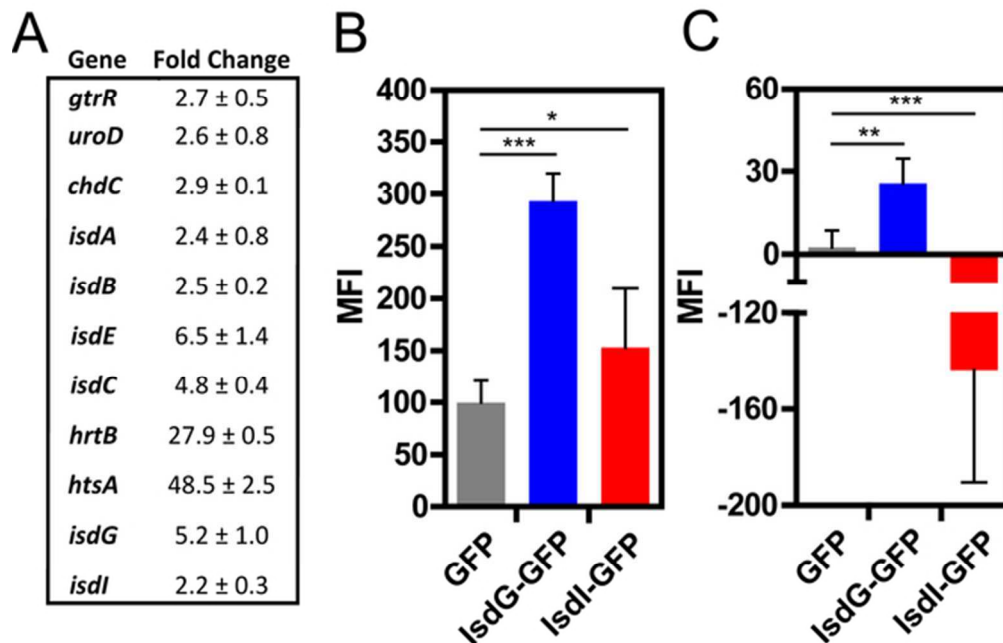 A
Gene Fold Change
gtrR 2.7 ± 0.5
uroD 2.6 ± 0.8
chdC 2.9 ± 0.1
isdA 2.4 ± 0.8
isdB 2.5 ± 0.2
isdE 6.5 ± 1.4
isdC 4.8 ± 0.4
hrtB 27.9 ± 0.5
htsA 48.5 ± 2.5
isdG 5.2 ± 1.0
isdI 2.2 ± 0.3
B
MFI
400
350
300
250
200
150
100
50
0
*
***
GFP
IsdG-GFP
IsdI-GFP
C
MFI
60
30
0
-120
-160
-200
***
**
GFP
IsdG-GFP
IsdI-GFP